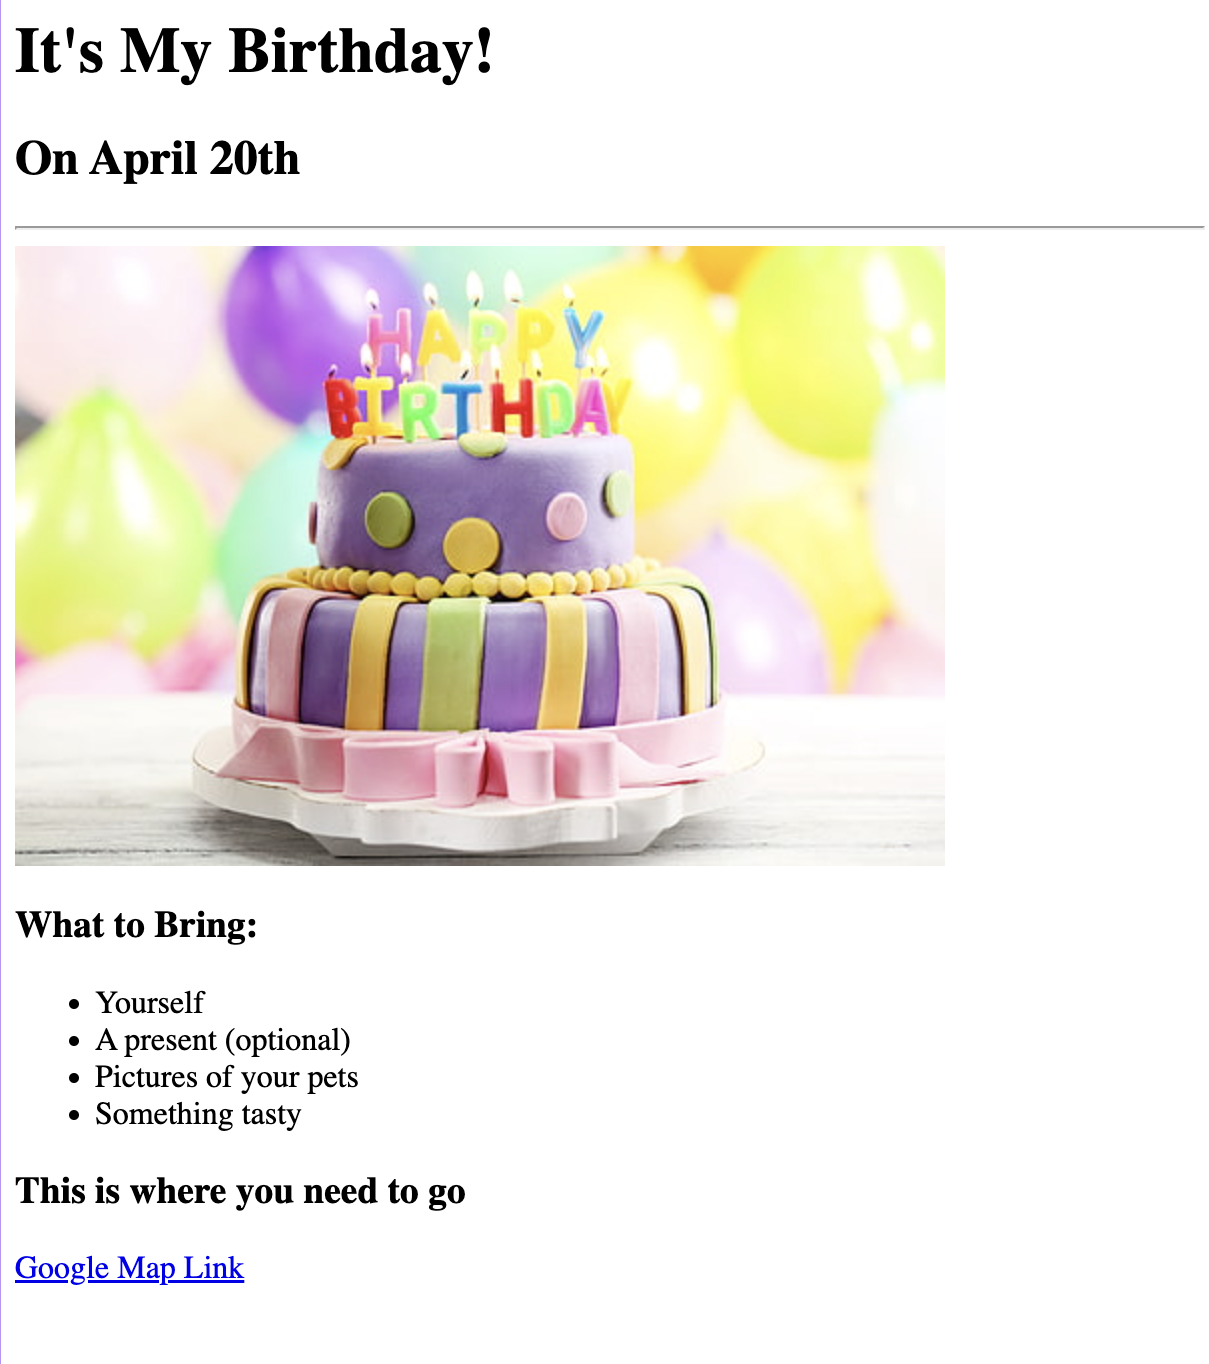 It's My Birthday!
On April 20th
HAPPY
BIRTHDAY
What to Bring:
Yourself
A present (optional)
Pictures of your pets
Something tasty
This is where you need to go
Google Map Link